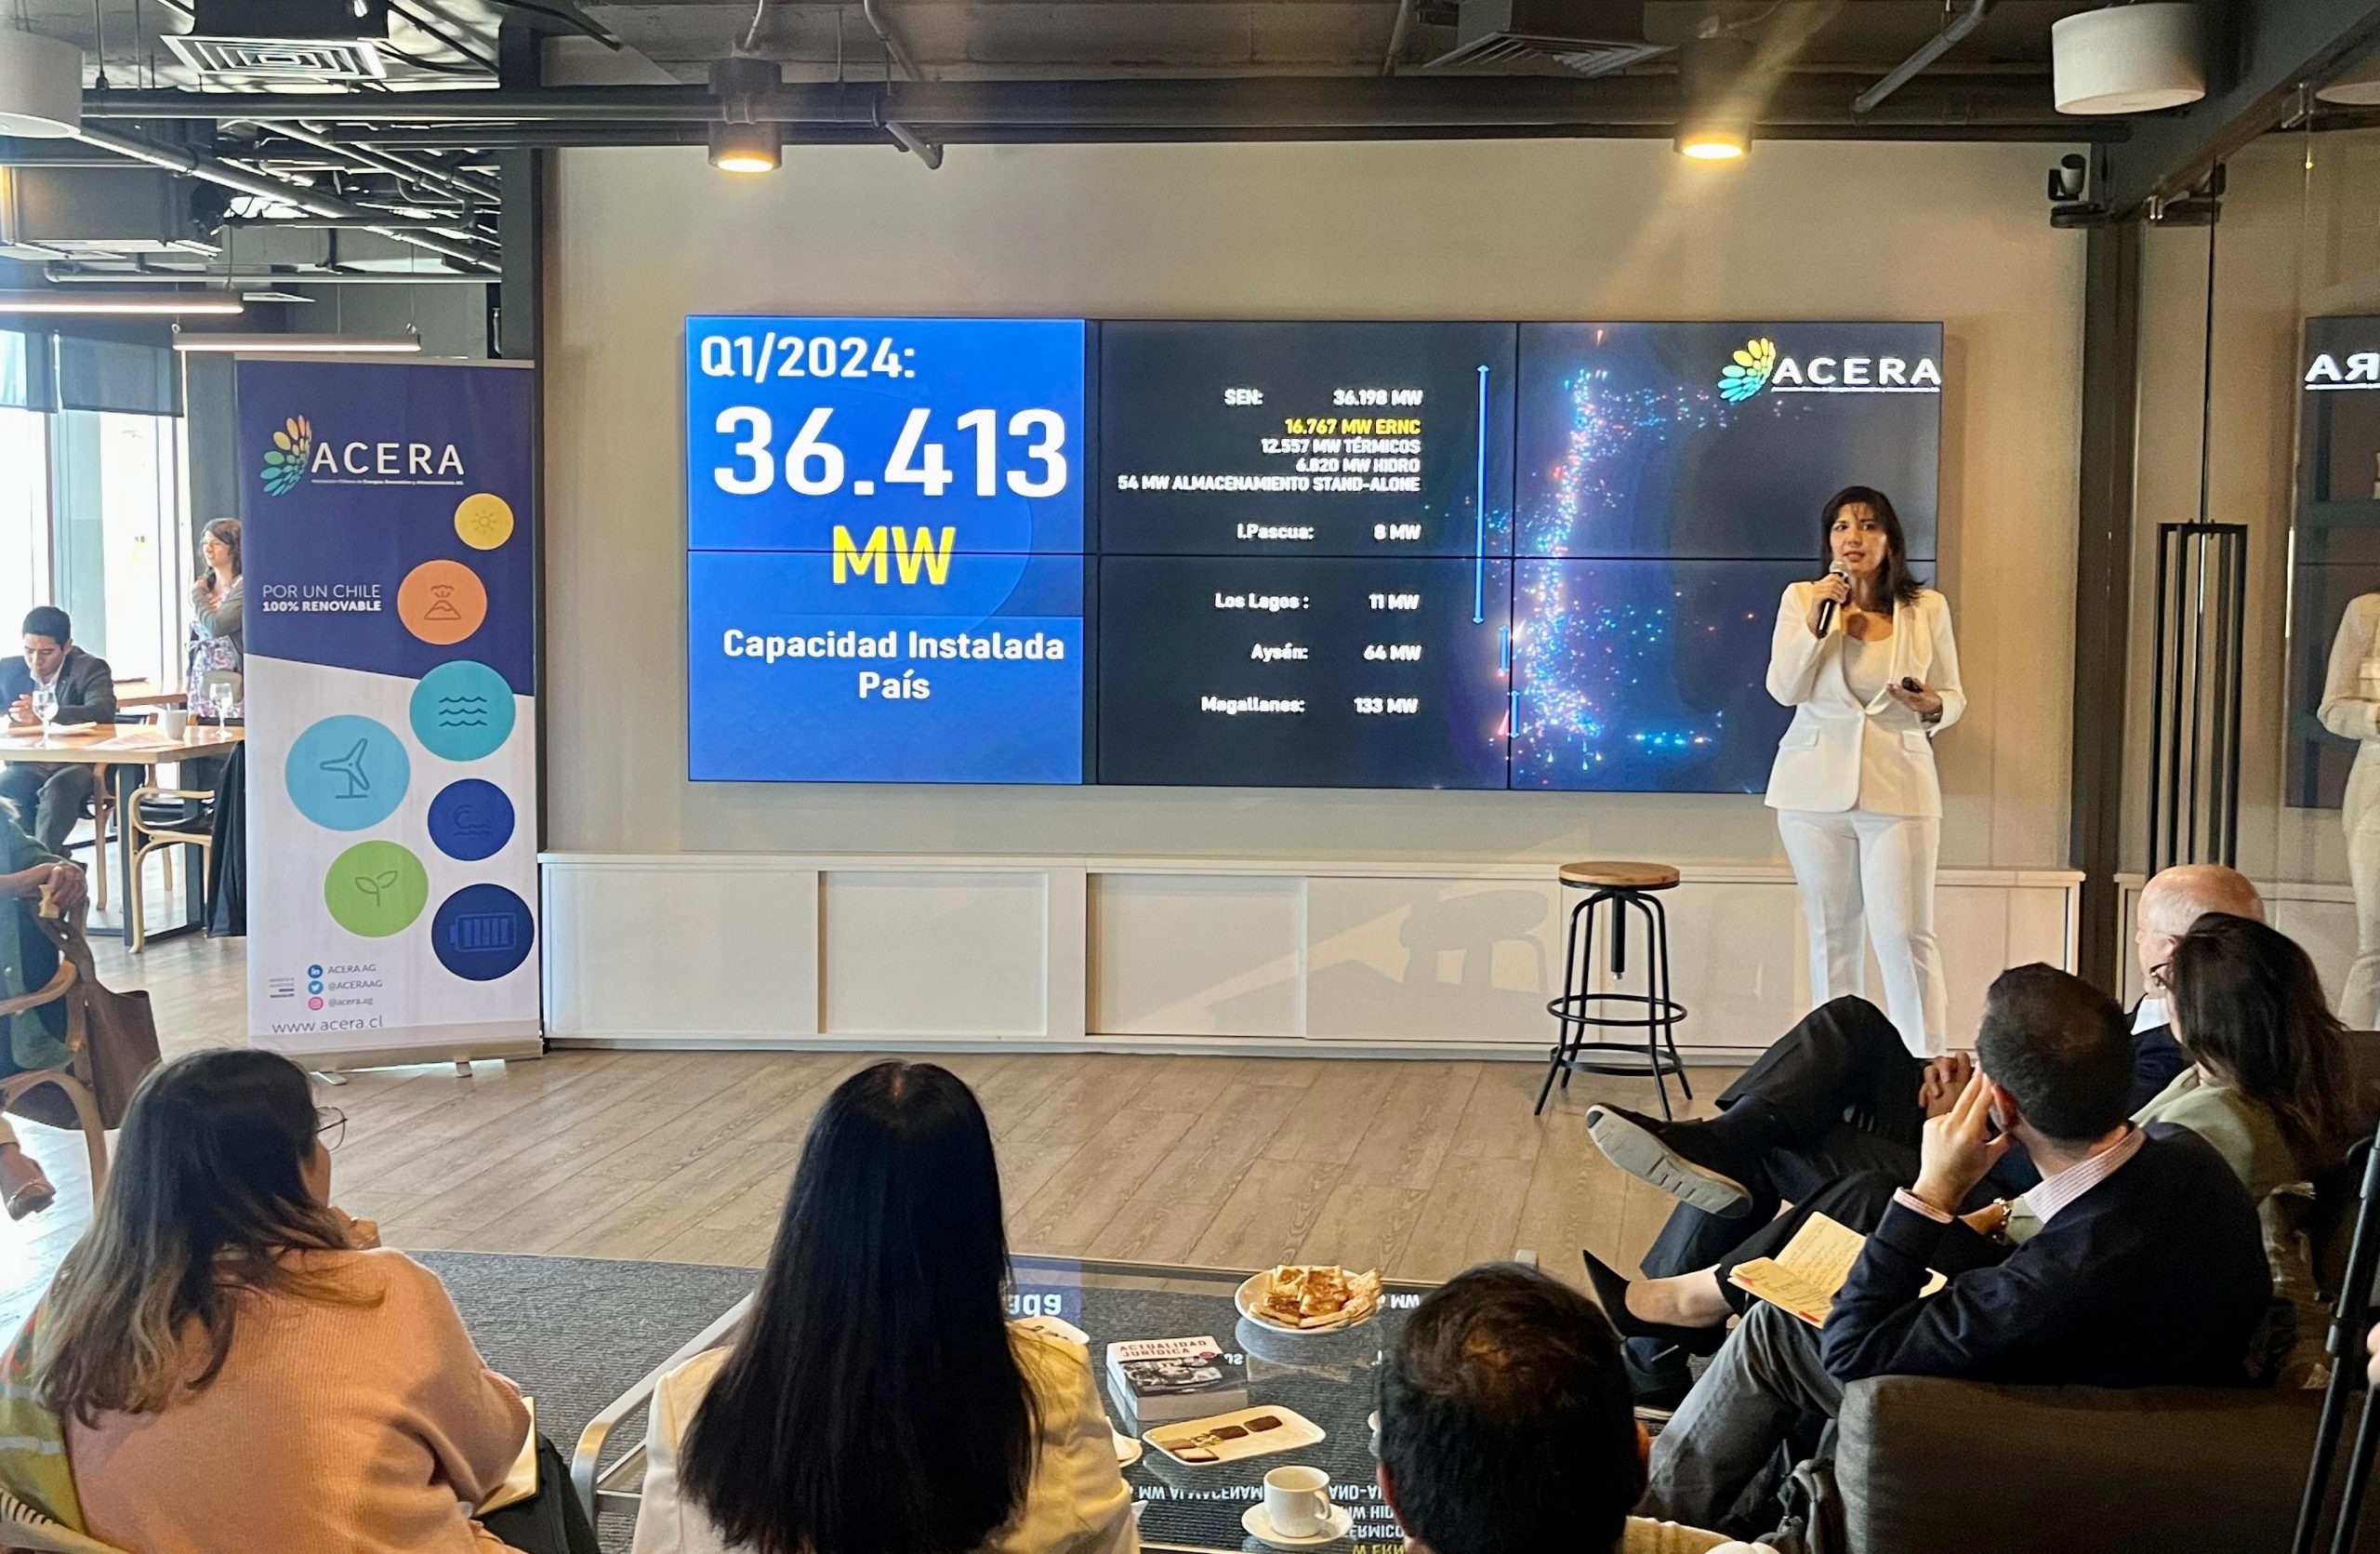 Q1/2024:
36.413
MW
Capacidad Instalada
País
SEN: 36.198 MW
16.767 MW ERNC
12.557 MW TÉRMICOS
6.820 MW HIDRO
54 MW ALMACENAMIENTO STAND-ALONE
I.Pascua: 8 MW
Los Lagos : 11 MW
Aysén: 64 MW
Magallanes: 133 MW
ACERA
ACERA
POR UN CHILE
100% RENOVABLE
ACERA AG
@ACERAAG
@acera.ag
www.acera.cl
ACTUALIDAD
JURÍDICA